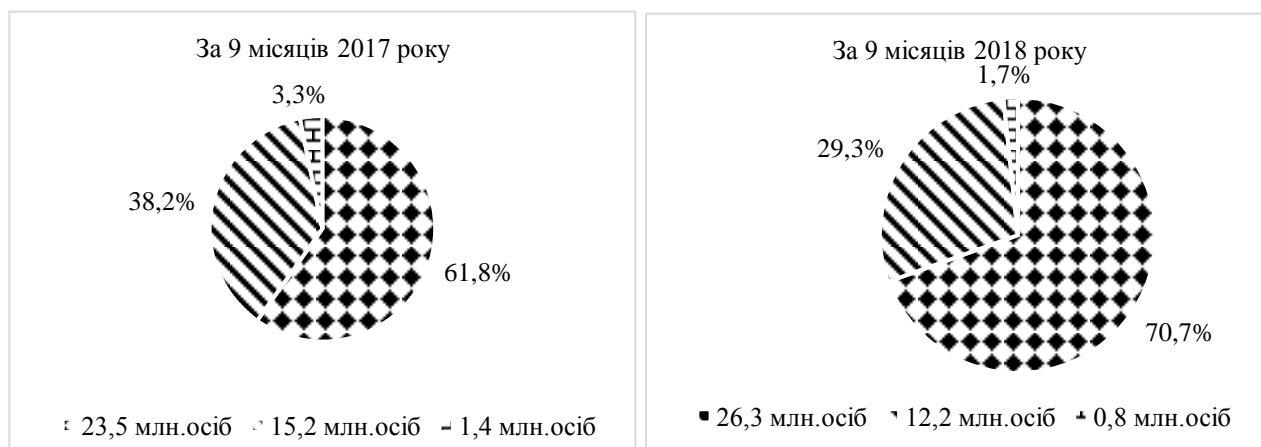 За 9 місяців 2017 року
3,3%
38,2%
61,8%
23,5 млн.осіб 15,2 млн.осіб 1,4 млн.осіб
За 9 місяців 2018 року
1,7%
29,3%
70,7%
26,3 млн.осіб 12,2 млн.осіб 0,8 млн.осіб